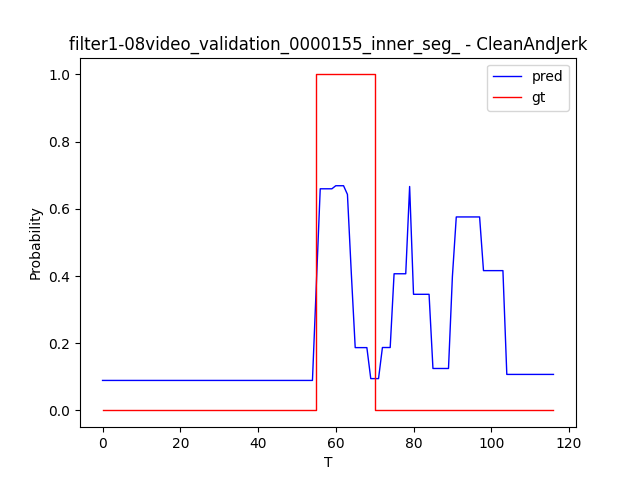 filter1-08video_validation_0000155_inner_seg_ - CleanAndJerk
pred
gt
Probability
1.0
0.8
0.6
0.4
0.2
0.0
0 20 40 60 80 100 120
T